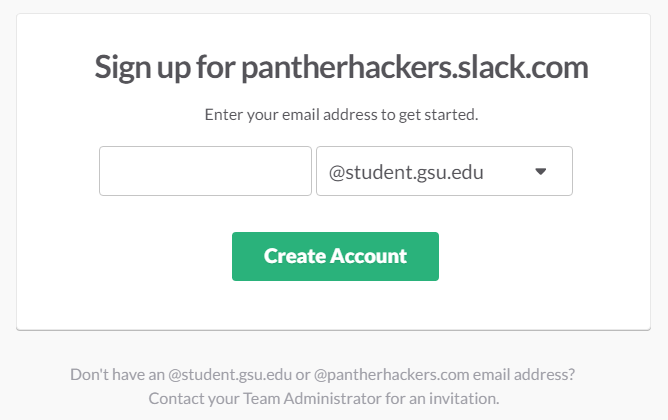 Sign up for pantherhackers.slack.com
Enter your email address to get started.
@student.gsu.edu
Create Account
Don't have an @student.gsu.edu or @pantherhackers.com email address?
Contact your Team Administrator for an invitation.